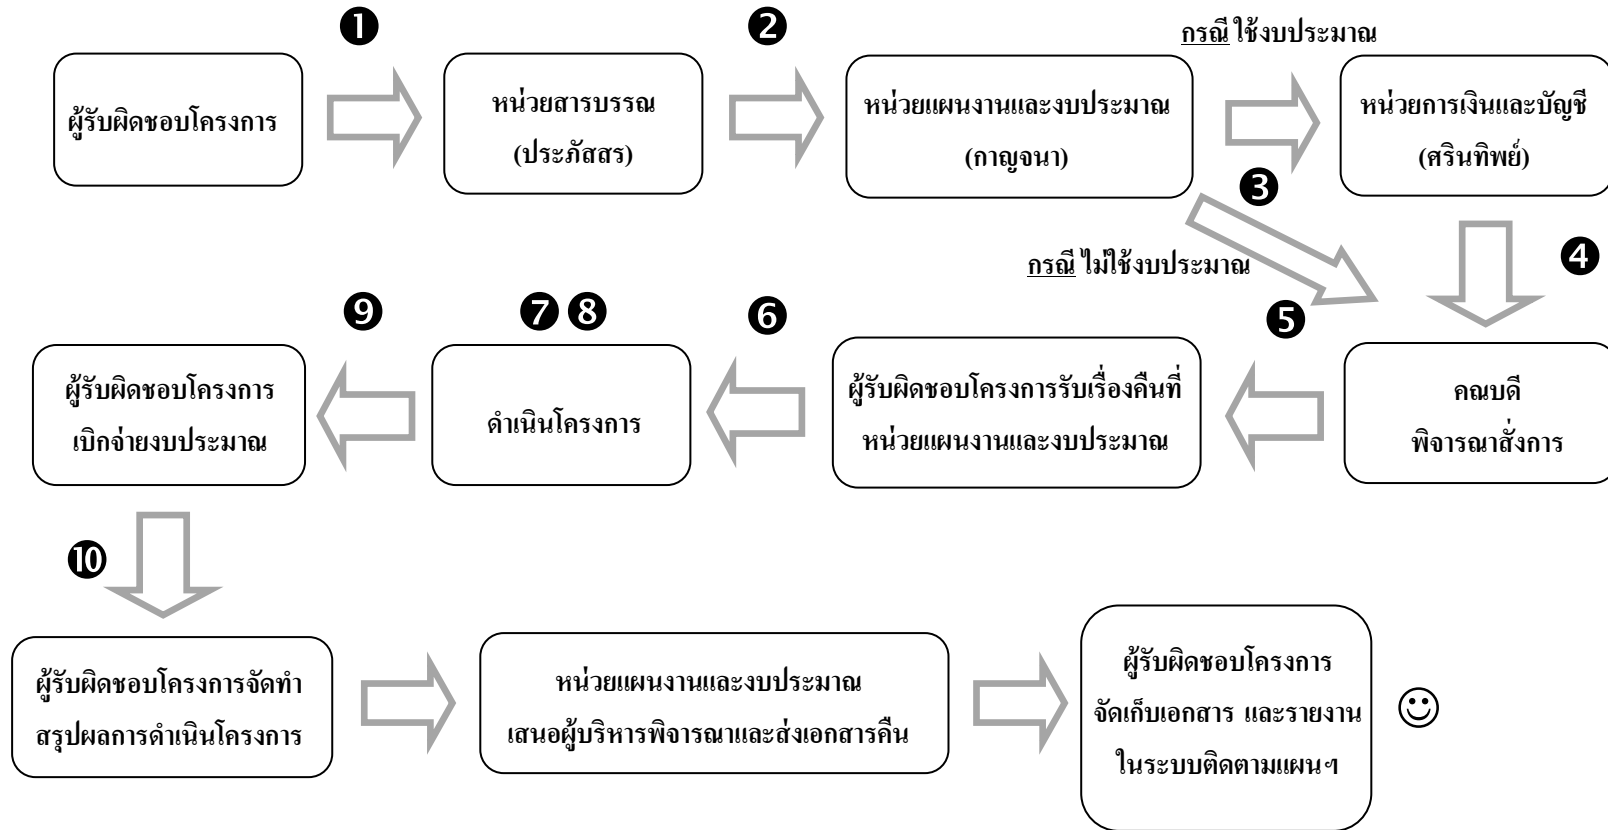 ❶
❷
กรณี ใช้งบประมาณ
ผู้รับผิดชอบโครงการ
หน่วยสารบรรณ
(ประภัสสร)
หน่วยแผนงานและงบประมาณ
(กาญจนา)
หน่วยการเงินและบัญชี
(ศรินทิพย์)
❸
กรณี ไม่ใช้งบประมาณ
❹
❺
❻
❼ ❽
❾
คณบดี
พิจารณาสั่งการ
ผู้รับผิดชอบโครงการรับเรื่องคืนที่
หน่วยแผนงานและงบประมาณ
ดำเนินโครงการ
ผู้รับผิดชอบโครงการ
เบิกจ่ายงบประมาณ
❿
ผู้รับผิดชอบโครงการจัดทำ
สรุปผลการดำเนินโครงการ
หน่วยแผนงานและงบประมาณ
เสนอผู้บริหารพิจารณาและส่งเอกสารคืน
ผู้รับผิดชอบโครงการ
จัดเก็บเอกสาร และรายงาน
ในระบบติดตามแผนฯ